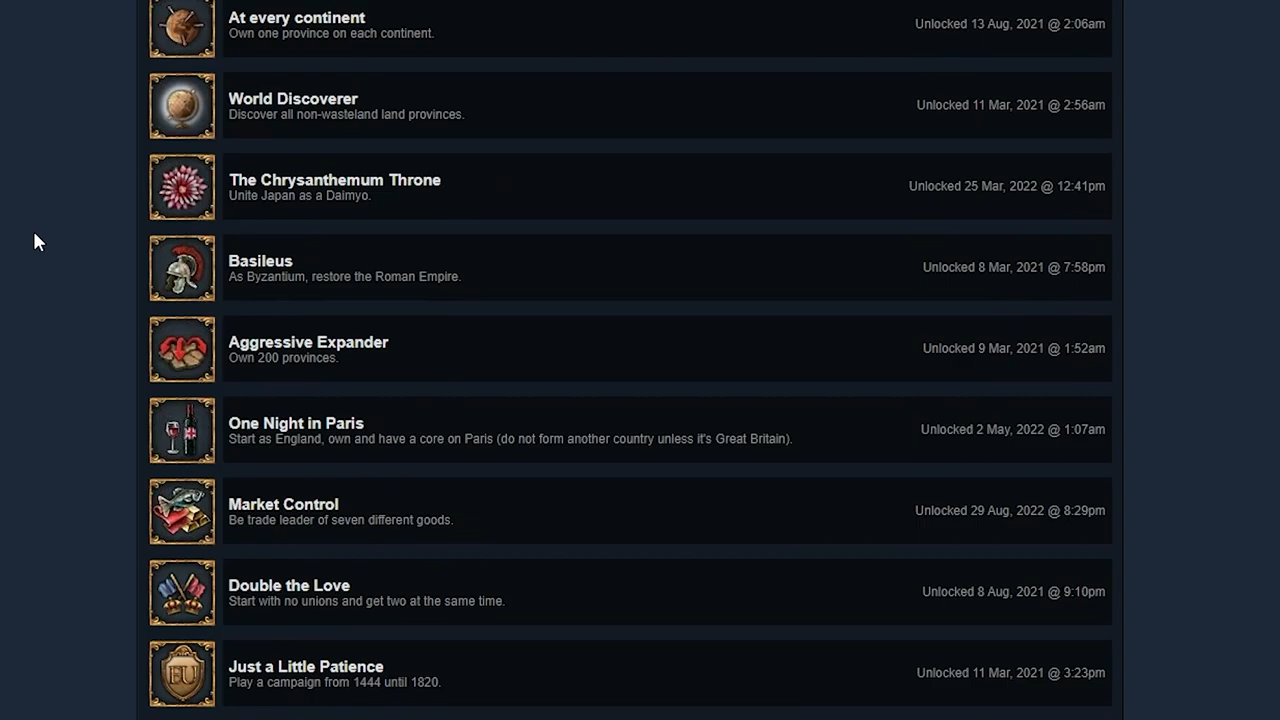 At every continent
Own one province on each continent.
Unlocked 13 Aug, 2021 @ 2:06am
World Discoverer
Discover all non-wasteland land provinces.
Unlocked 11 Mar, 2021 @ 2:56am
The Chrysanthemum Throne
Unite Japan as a Daimyo.
Unlocked 25 Mar, 2022 @ 12:41pm
Basileus
As Byzantium, restore the Roman Empire.
Unlocked 8 Mar, 2021 @ 7:58pm
Aggressive Expander
Own 200 provinces.
Unlocked 9 Mar, 2021 @ 1:52am
One Night in Paris
Start as England, own and have a core on Paris (do not form another country unless it's Great Britain).
Unlocked 2 May, 2022 @ 1:07am
Market Control
Be trade leader of seven different goods.
Unlocked 29 Aug, 2022 @ 8:29pm
Double the Love
Start with no unions and get two at the same time.
Unlocked 8 Aug, 2021 @ 9:10pm
EU
Just a Little Patience
Play a campaign from 1444 until 1820.
Unlocked 11 Mar, 2021 @ 3:23pm